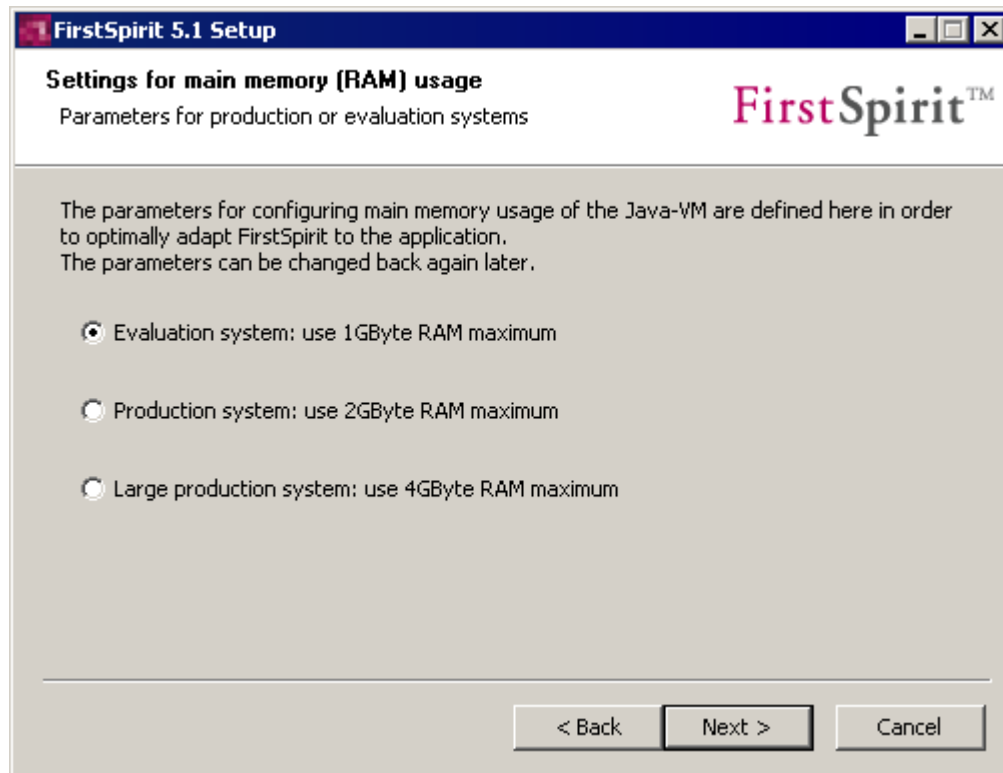 FirstSpirit 5.1 Setup
Settings for main memory (RAM) usage
Parameters for production or evaluation systems
FirstSpirit™
The parameters for configuring main memory usage of the Java-VM are defined here in order
to optimally adapt FirstSpirit to the application.
The parameters can be changed back again later.
Evaluation system: use 1GByte RAM maximum
Production system: use 2GByte RAM maximum
Large production system: use 4GByte RAM maximum
< Back Next > Cancel